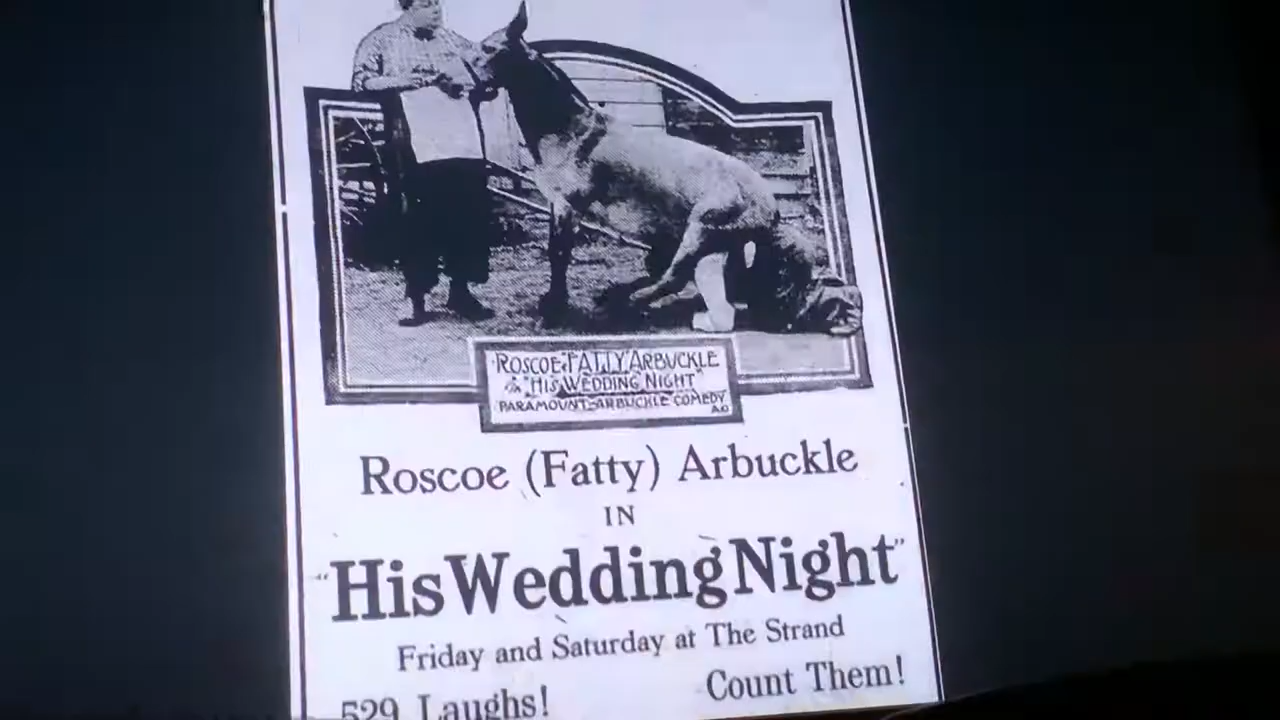 ROSCOE "FATTY" ARBUCKLE
in "HIS WEDDING NIGHT"
PARAMOUNT-ARBUCKLE COMEDY
Roscoe (Fatty) Arbuckle
IN
"His Wedding Night"
Friday and Saturday at The Strand
529 Laughs! Count Them!